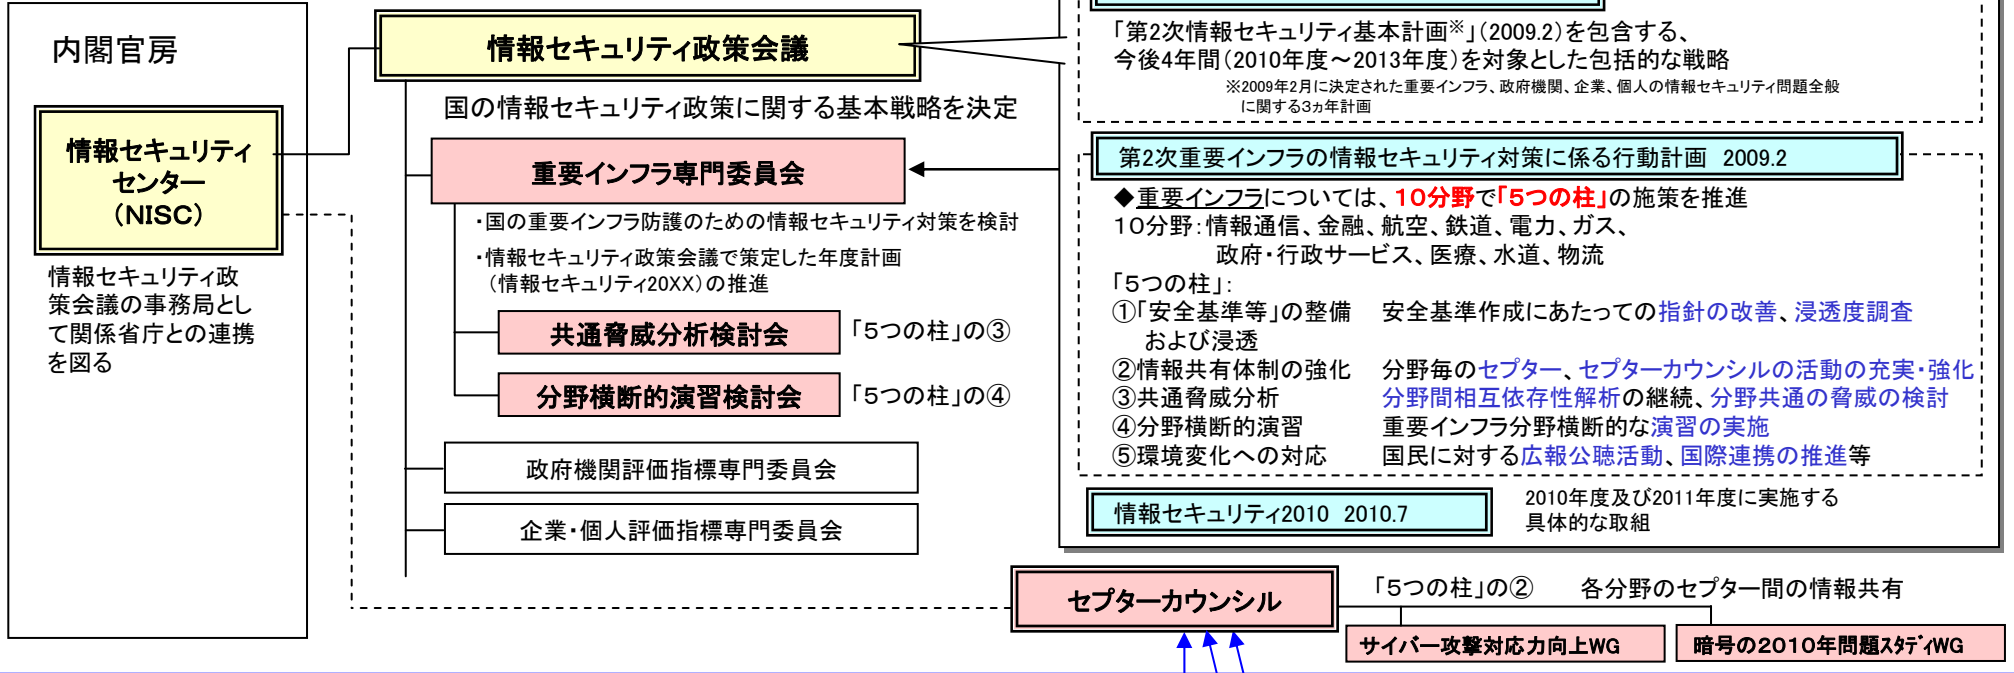 内閣官房
情報セキュリティ
センター
（NISC）
情報セキュリティ政
策会議の事務局とし
て関係省庁との連携
を図る
情報セキュリティ政策会議
国の情報セキュリティ政策に関する基本戦略を決定
重要インフラ専門委員会
・国の重要インフラ防護のための情報セキュリティ対策を検討
・情報セキュリティ政策会議で策定した年度計画
（情報セキュリティ20XX）の推進
共通脅威分析検討会 「5つの柱」の③
分野横断的演習検討会 「5つの柱」の④
政府機関評価指標専門委員会
企業・個人評価指標専門委員会
「第2次情報セキュリティ基本計画※」（2009.2）を包含する、
今後4年間（2010年度～2013年度）を対象とした包括的な戦略
※2009年2月に決定された重要インフラ、政府機関、企業、個人の情報セキュリティ問題全般
に関する3ヵ年計画
第2次重要インフラの情報セキュリティ対策に係る行動計画 2009.2
◆重要インフラについては、10分野で「5つの柱」の施策を推進
10分野：情報通信、金融、航空、鉄道、電力、ガス、
政府・行政サービス、医療、水道、物流
「5つの柱」：
①「安全基準等」の整備 安全基準作成にあたっての指針の改善、浸透度調査
および浸透
②情報共有体制の強化 分野毎のセプター、セプターカウンシルの活動の充実・強化
③共通脅威分析 分野間相互依存性解析の継続、分野共通の脅威の検討
④分野横断的演習 重要インフラ分野横断的な演習の実施
⑤環境変化への対応 国民に対する広報公聴活動、国際連携の推進等
情報セキュリティ2010 2010.7
2010年度及び2011年度に実施する
具体的な取組
セプターカウンシル
「5つの柱」の② 各分野のセプター間の情報共有
サイバー攻撃対応力向上WG
暗号の2010年問題ｽﾀﾃﾞｨWG